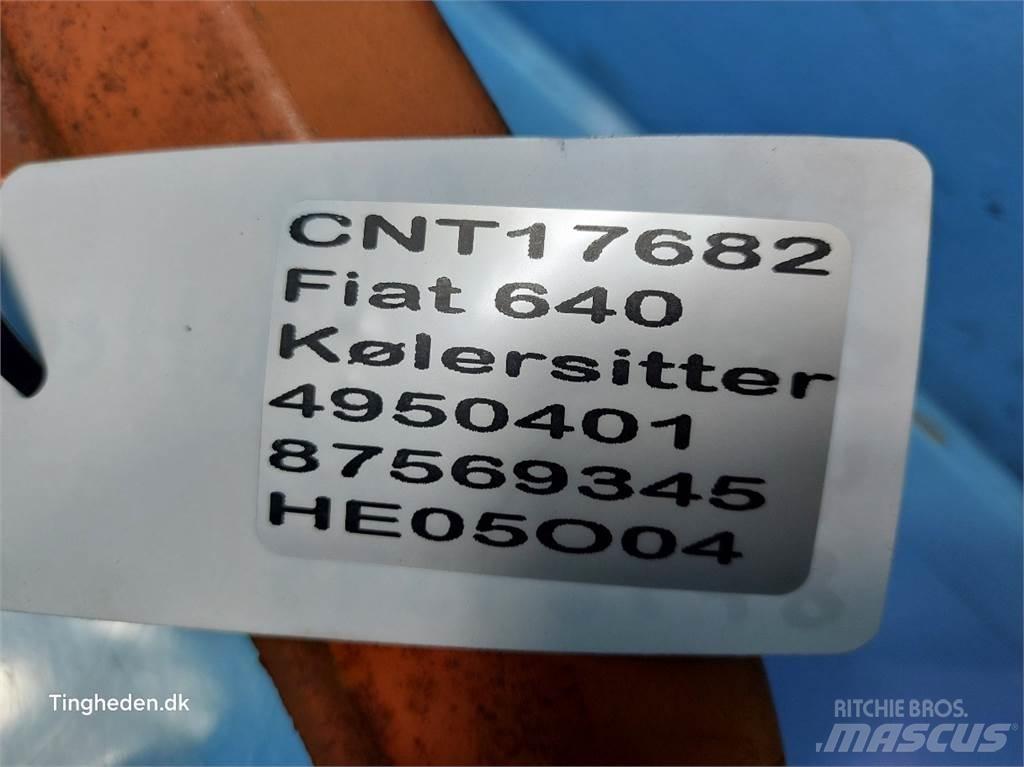 CNT17682
Fiat 640
Kølersitter
4950401
87569345
HE05O04
Tingheden.dk
RITCHIE BROS.
MASCUS